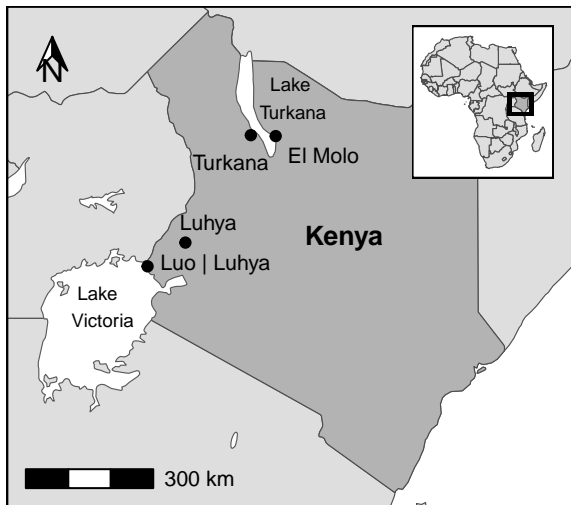 N
Lake
Turkana
Turkana
El Molo
Luhya
Kenya
Luo | Luhya
Lake
Victoria
300 km